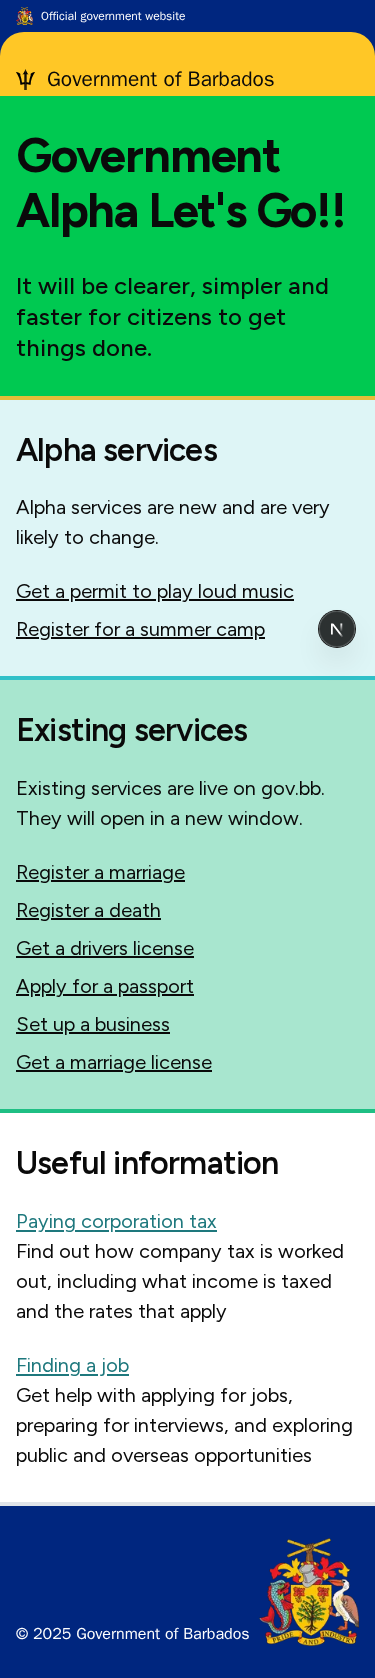 Official government website
Government of Barbados
Government
Alpha Let's Go!!
It will be clearer, simpler and
faster for citizens to get
things done.
Alpha services
Alpha services are new and are very
likely to change.
Get a permit to play loud music
Register for a summer camp
N
Existing services
Existing services are live on gov.bb.
They will open in a new window.
Register a marriage
Register a death
Get a drivers license
Apply for a passport
Set up a business
Get a marriage license
Useful information
Paying corporation tax
Find out how company tax is worked
out, including what income is taxed
and the rates that apply
Finding a job
Get help with applying for jobs,
preparing for interviews, and exploring
public and overseas opportunities
© 2025 Government of Barbados
PRIDE AND INDUSTRY